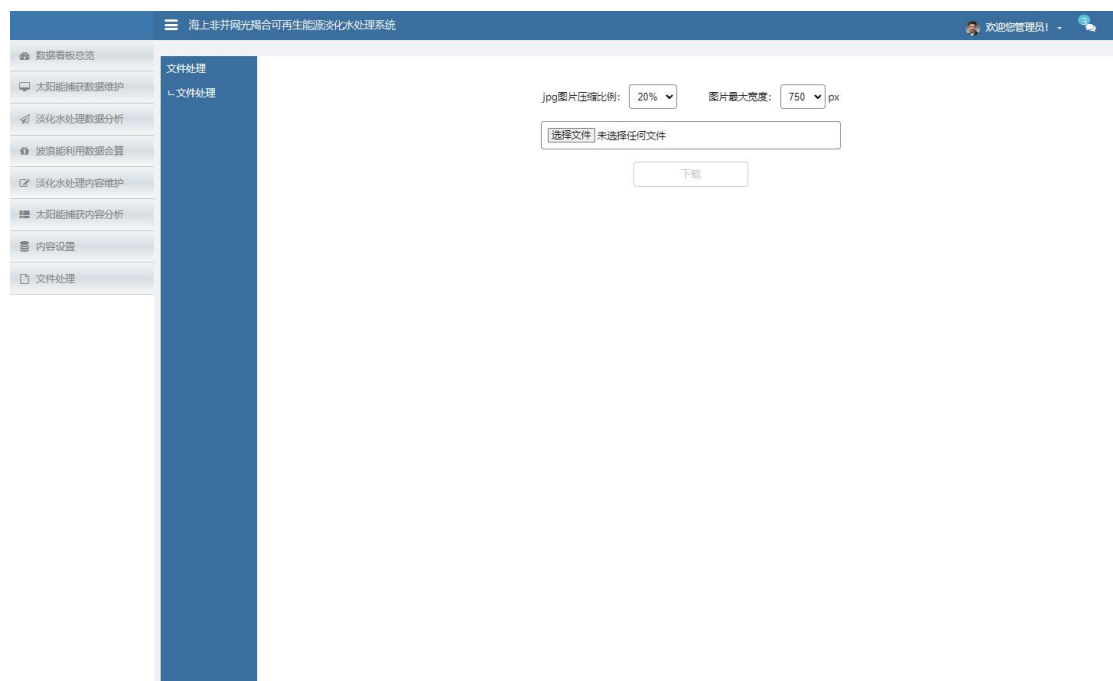 海上非并网光耦合可再生能源淡化水处理系统
欢迎您管理员!
3
数据看板总览
太阳能捕获数据维护
淡化水处理数据分析
波浪能利用数据合算
淡化水处理内容维护
太阳能捕获内容分析
内容设置
文件处理
文件处理
∟文件处理
jpg图片压缩比例: 20% 图片最大宽度: 750 px
选择文件 未选择任何文件
下载